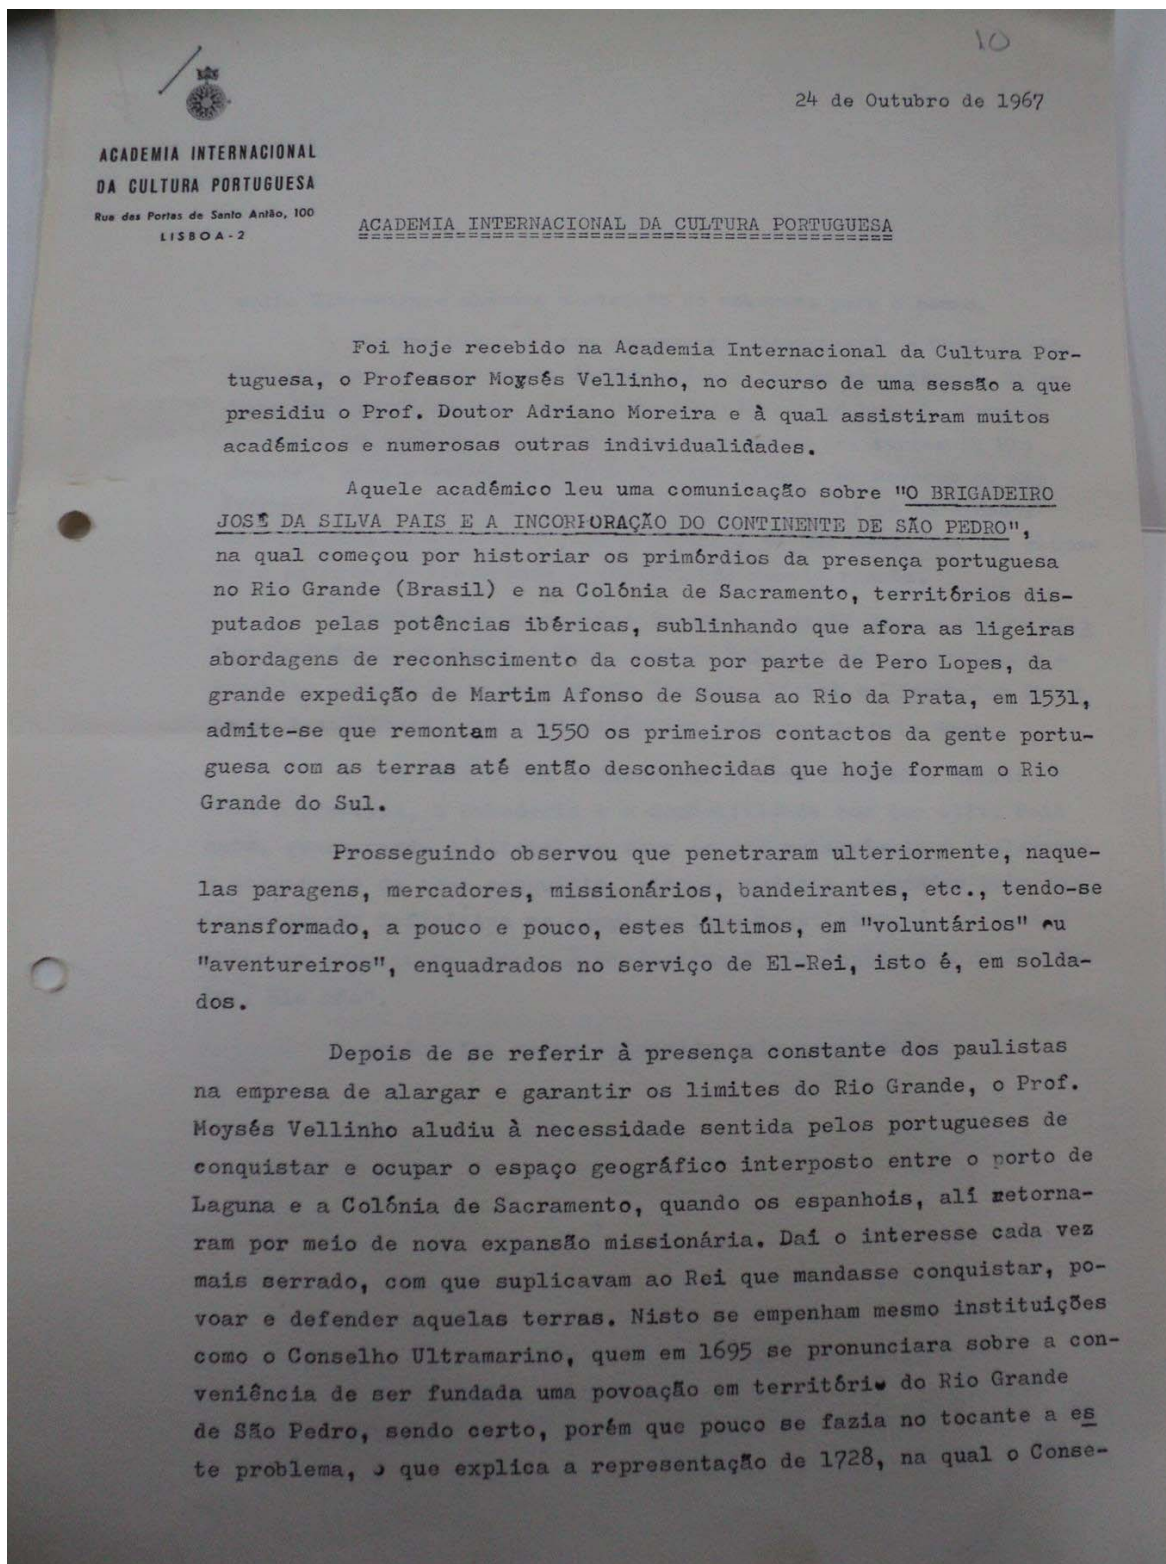 10
24 de Outubro de 1967
ACADEMIA INTERNACIONAL
DA CULTURA PORTUGUESA
Rua das Portas de Santo Antão, 100
LISBOA-2
ACADEMIA INTERNACIONAL DA CULTURA PORTUGUESA
Foi hoje recebido na Academia Internacional da Cultura Por-
tuguesa, o Professor Moysés Vellinho, no decurso de uma sessão a que
presidiu o Prof. Doutor Adriano Moreira e à qual assistiram muitos
académicos e numerosas outras individualidades.
Aquele académico leu uma comunicação sobre "O BRIGADEIRO
JOSÉ DA SILVA PAIS E A INCORPORAÇÃO DO CONTINENTE DE SÃO PEDRO",
na qual começou por historiar os primórdios da presença portuguesa
no Rio Grande (Brasil) e na Colónia de Sacramento, territórios dis-
putados pelas potências ibéricas, sublinhando que afora as ligeiras
abordagens de reconhscimento da costa por parte de Pero Lopes, da
grande expedição de Martim Afonso de Sousa ao Rio da Prata, em 1531,
admite-se que remontam a 1550 os primeiros contactos da gente portu-
guesa com as terras até então desconhecidas que hoje formam o Rio
Grande do Sul.
Prosseguindo observou que penetraram ulteriormente, naque-
las paragens, mercadores, missionários, bandeirantes, etc., tendo-se
transformado, a pouco e pouco, estes últimos, em "voluntários" ou
"aventureiros", enquadrados no serviço de El-Rei, isto é, em solda-
dos.
Depois de se referir à presença constante dos paulistas
na empresa de alargar e garantir os limites do Rio Grande, o Prof.
Moysés Vellinho aludiu à necessidade sentida pelos portugueses de
conquistar e ocupar o espaço geográfico interposto entre o porto de
Laguna e a Colónia de Sacramento, quando os espanhois, alí retorna-
ram por meio de nova expansão missionária. Daí o interesse cada vez
mais serrado, com que suplicavam ao Rei que mandasse conquistar, po-
voar e defender aquelas terras. Nisto se empenham mesmo instituições
como o Conselho Ultramarino, quem em 1695 se pronunciara sobre a con-
veniência de ser fundada uma povoação em território do Rio Grande
de São Pedro, sendo certo, porém que pouco se fazia no tocante a es
te problema, o que explica a representação de 1728, na qual o Conse-